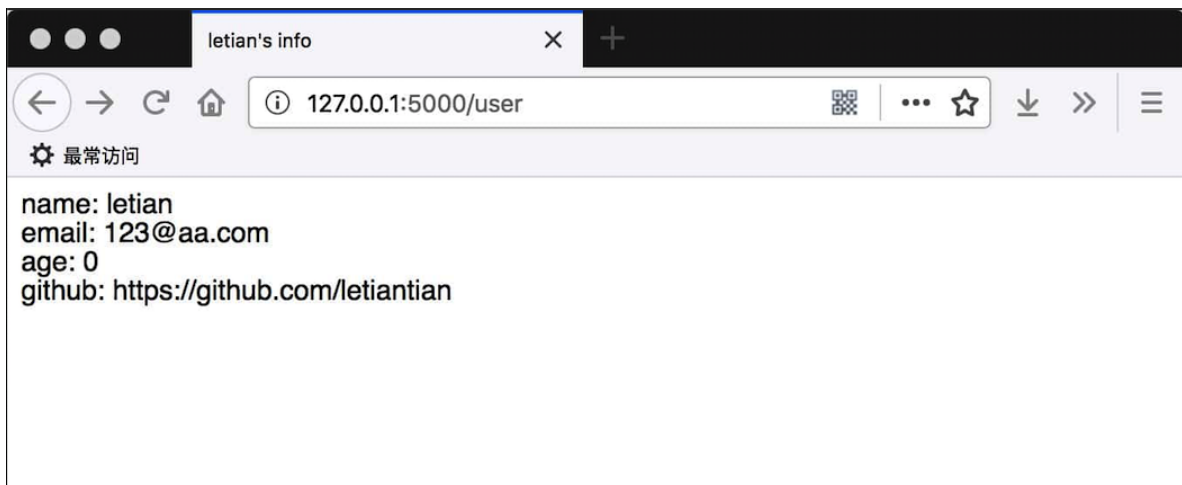 letian's info
127.0.0.1:5000/user
最常访问
name: letian
email: 123@aa.com
age: 0
github: https://github.com/letiantian